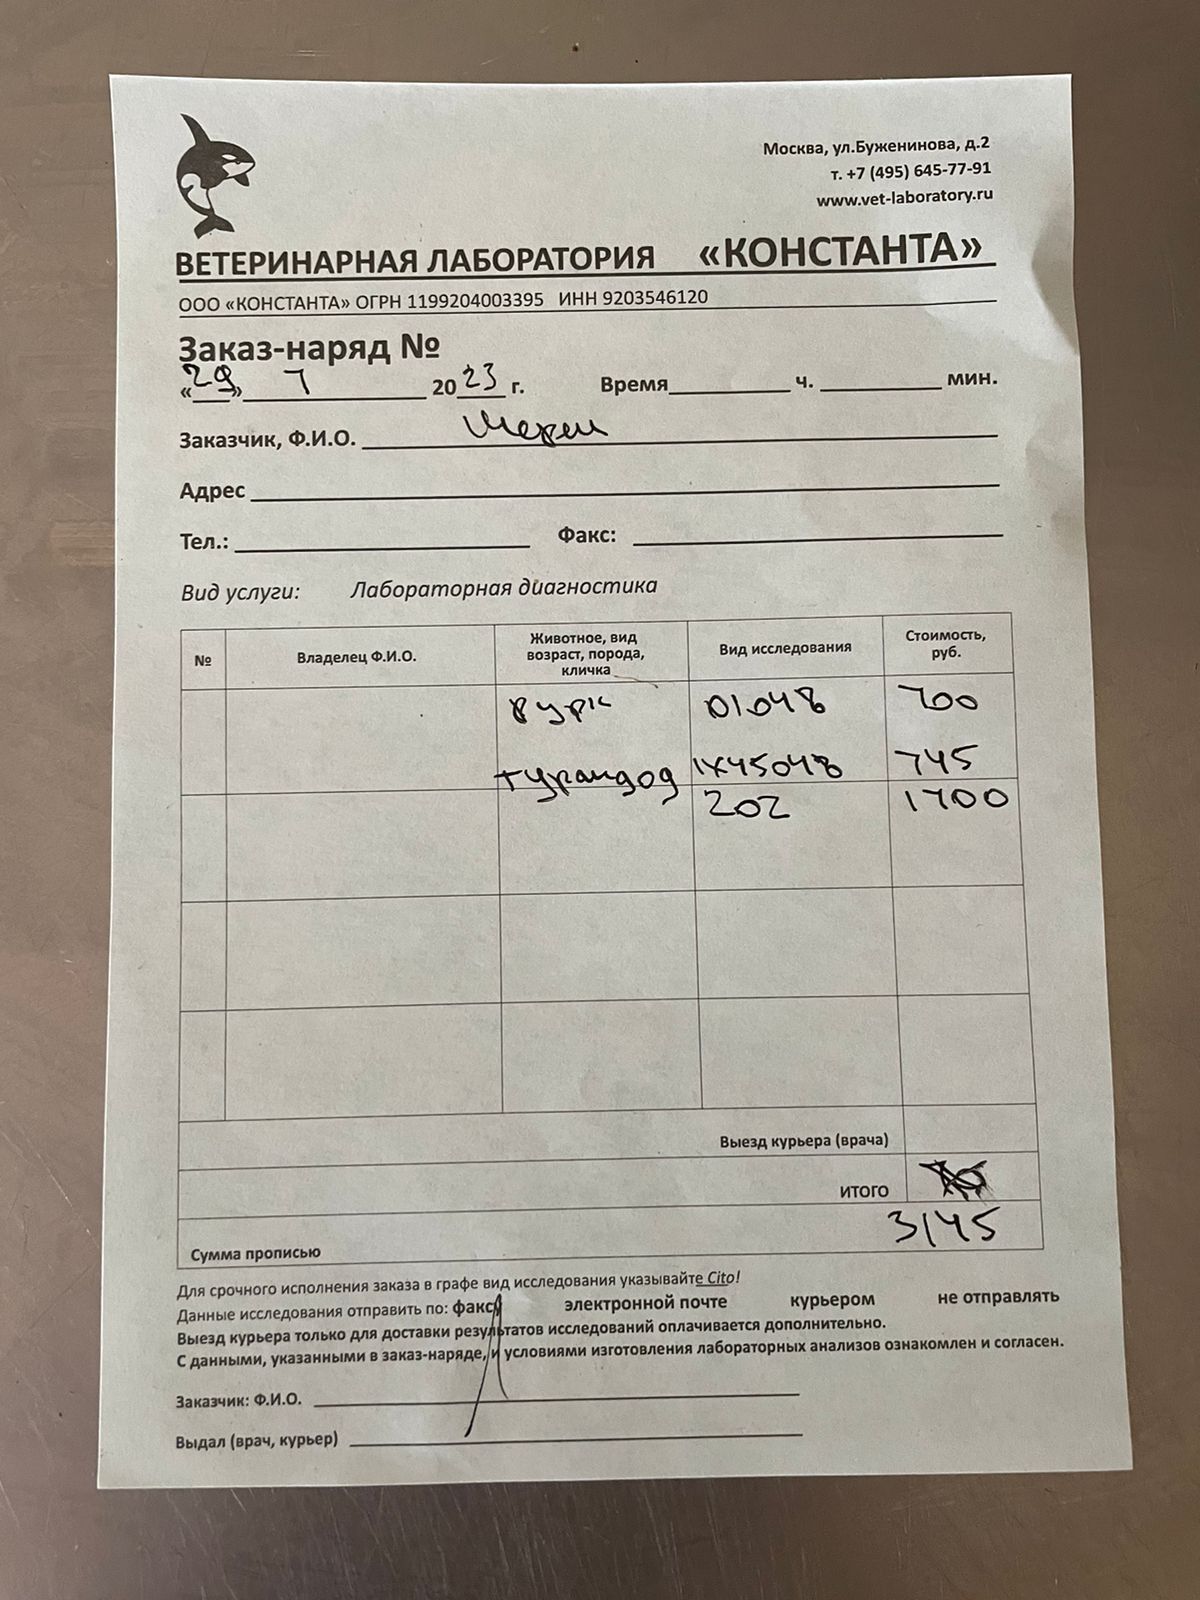 Москва, ул.Буженинова, д.2
т. +7 (495) 645-77-91
www.vet-laboratory.ru
ВЕТЕРИНАРНАЯ ЛАБОРАТОРИЯ «КОНСТАНТА»
ООО «КОНСТАНТА» ОГРН 1199204003395 ИНН 9203546120
Заказ-наряд №
«29» 7 2023 г. Время ч. мин.
Заказчик, Ф.И.О.
Адрес
Тел.: Факс:
Вид услуги: Лабораторная диагностика
№ Владелец Ф.И.О. Животное, вид возраст, порода, кличка Вид исследования Стоимость, руб.
700
турандод 745
202 1700
Выезд курьера (врача)
ИТОГО
3145
Сумма прописью
Для срочного исполнения заказа в графе вид исследования указывайте Cito!
Данные исследования отправить по: факсу электронной почте курьером не отправлять
Выезд курьера только для доставки результатов исследований оплачивается дополнительно.
С данными, указанными в заказ-наряде, и условиями изготовления лабораторных анализов ознакомлен и согласен.
Заказчик: Ф.И.О.
Выдал (врач, курьер)